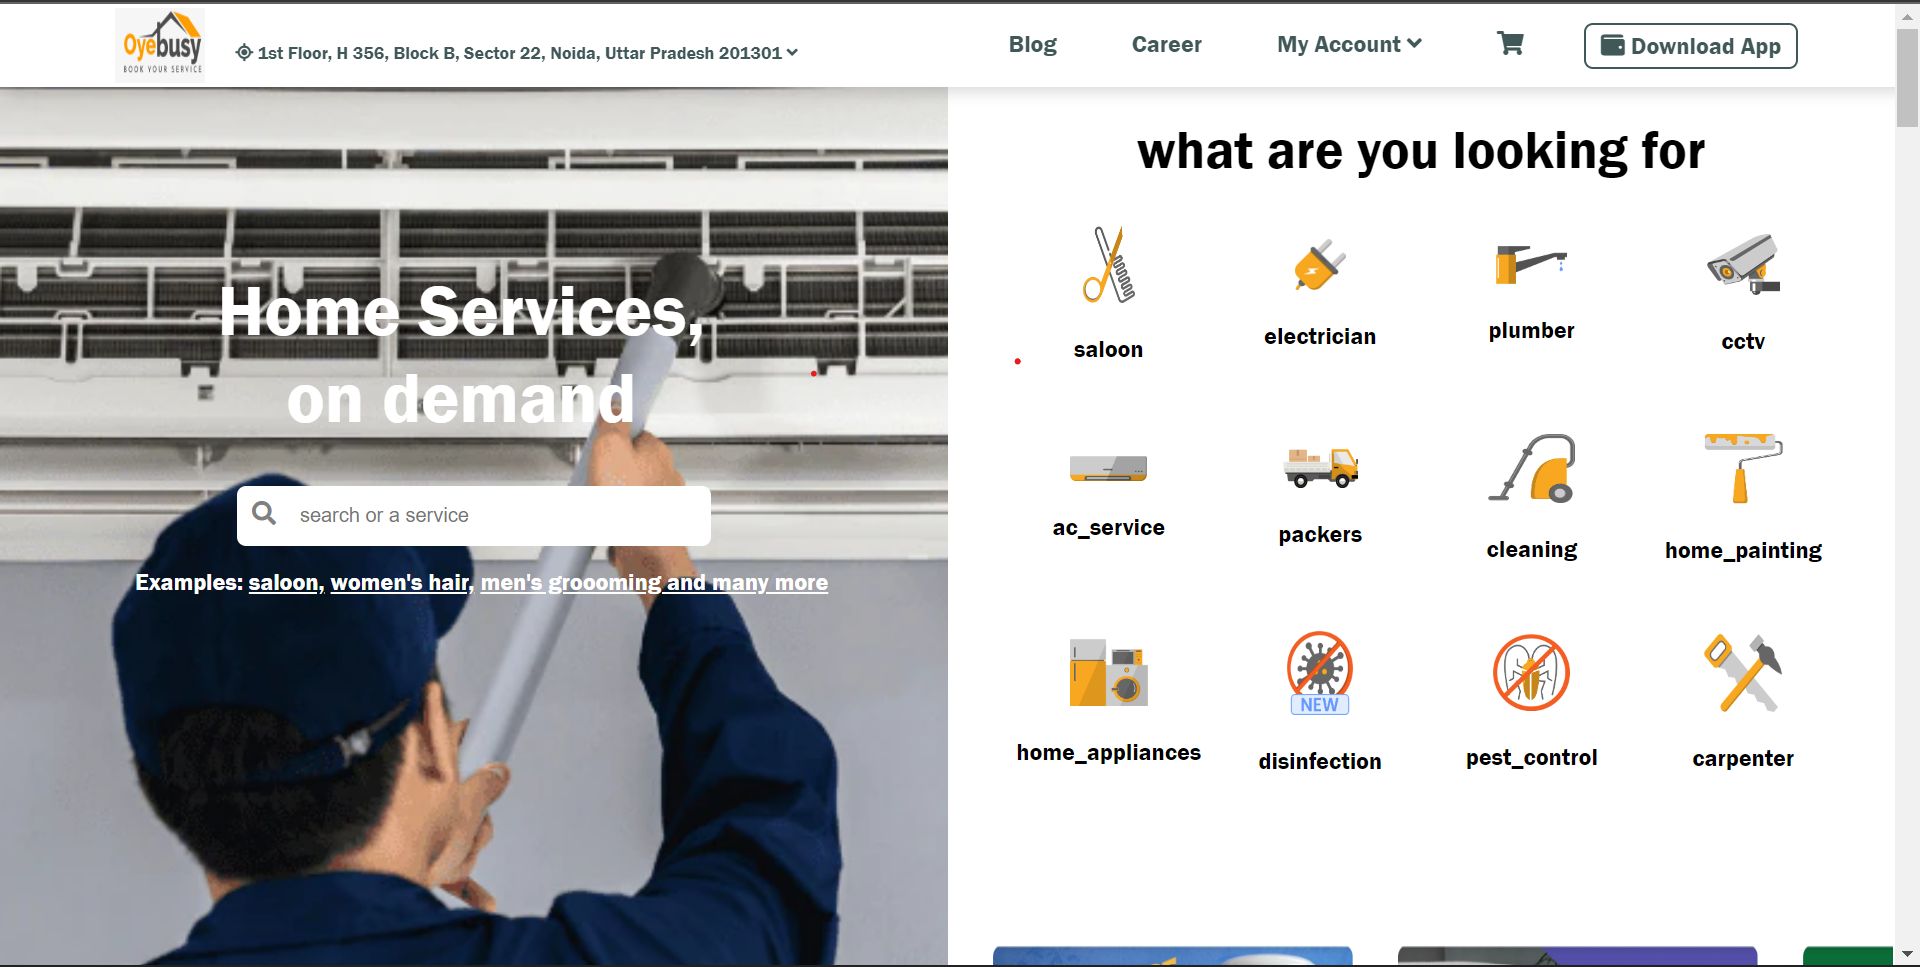 Oyebusy
BOOK YOUR SERVICE
1st Floor, H 356, Block B, Sector 22, Noida, Uttar Pradesh 201301
Blog
Career
My Account
Download App
Home Services,
on demand
search or a service
Examples: saloon, women's hair, men's groooming and many more
what are you looking for
saloon
electrician
plumber
cctv
ac_service
packers
cleaning
home_painting
home_appliances
NEW
disinfection
pest_control
carpenter